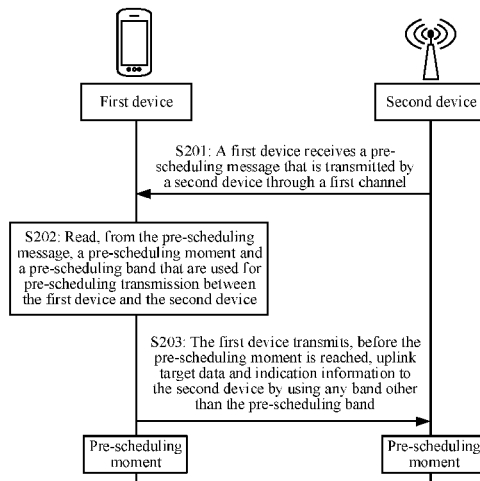 First device
Second device
S201: A first device receives a pre-
scheduling message that is transmitted by
a second device through a first channel
S202: Read, from the pre-scheduling
message, a pre-scheduling moment and
a pre-scheduling band that are used for
pre-scheduling transmission between
the first device and the second device
S203: The first device transmits, before the
pre-scheduling moment is reached, uplink
target data and indication information to
the second device by using any band other
than the pre-scheduling band
Pre-scheduling
moment
Pre-scheduling
moment